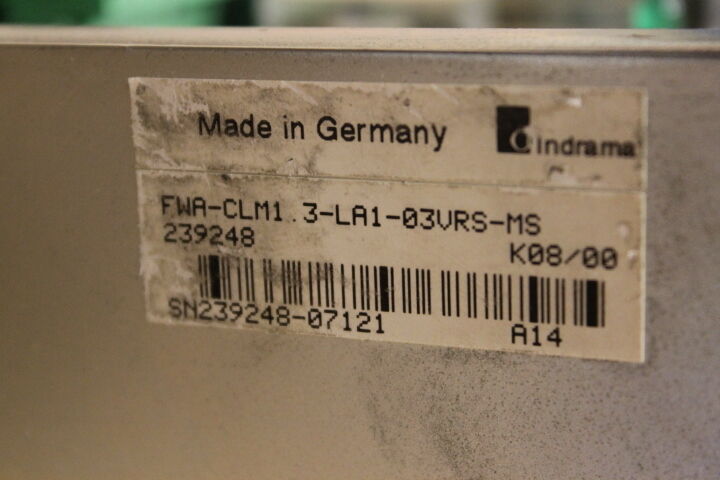 Made in Germany
indramat
FWA-CLM1.3-LA1-03VRS-MS
239248
K08/00
SN239248-07121
A14